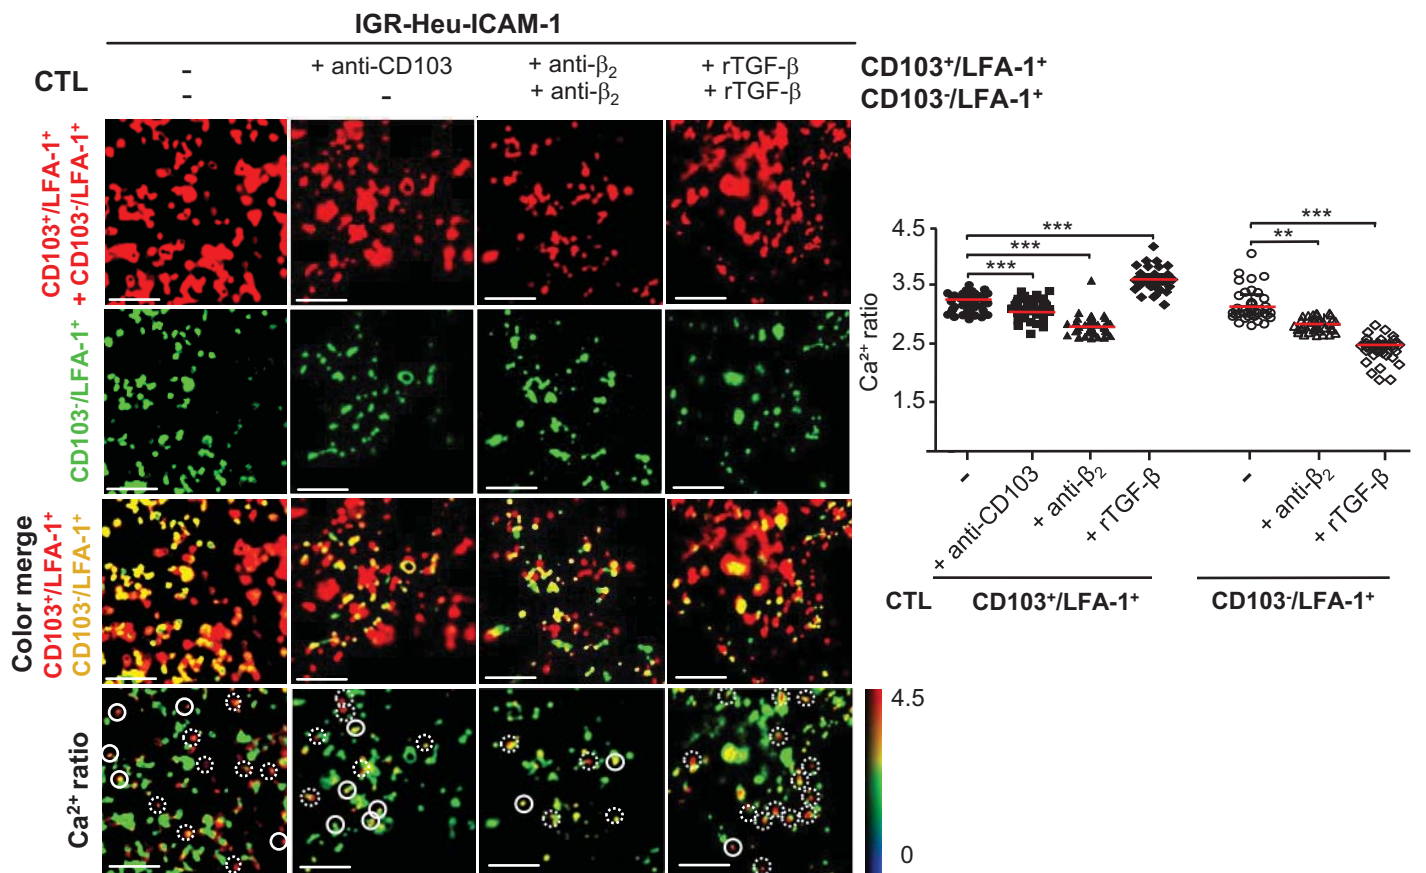 IGR-Heu-ICAM-1
CTL
- + anti-CD103 + anti-β₂ + rTGF-β CD103⁺/LFA-1⁺
- - + anti-β₂ + rTGF-β CD103⁻/LFA-1⁺
CD103⁺/LFA-1⁺
+ CD103⁻/LFA-1⁺
CD103⁻/LFA-1⁺
Color merge
CD103⁺/LFA-1⁺
CD103⁻/LFA-1⁺
Ca²⁺ ratio
4.5
0
Ca²⁺ ratio
4.5
3.5
2.5
1.5
***
***
***
***
**
-
+ anti-CD103
+ anti-β₂
+ rTGF-β
-
+ anti-β₂
+ rTGF-β
CTL CD103⁺/LFA-1⁺ CD103⁻/LFA-1⁺